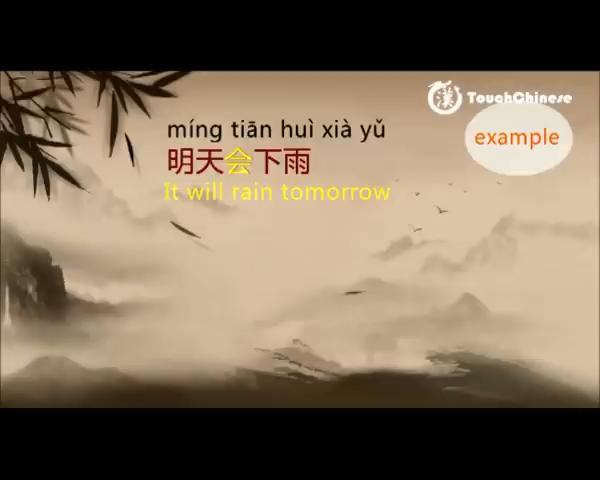 TouchChinese
míng tiān huì xià yǔ
example
明天会下雨
It will rain tomorrow